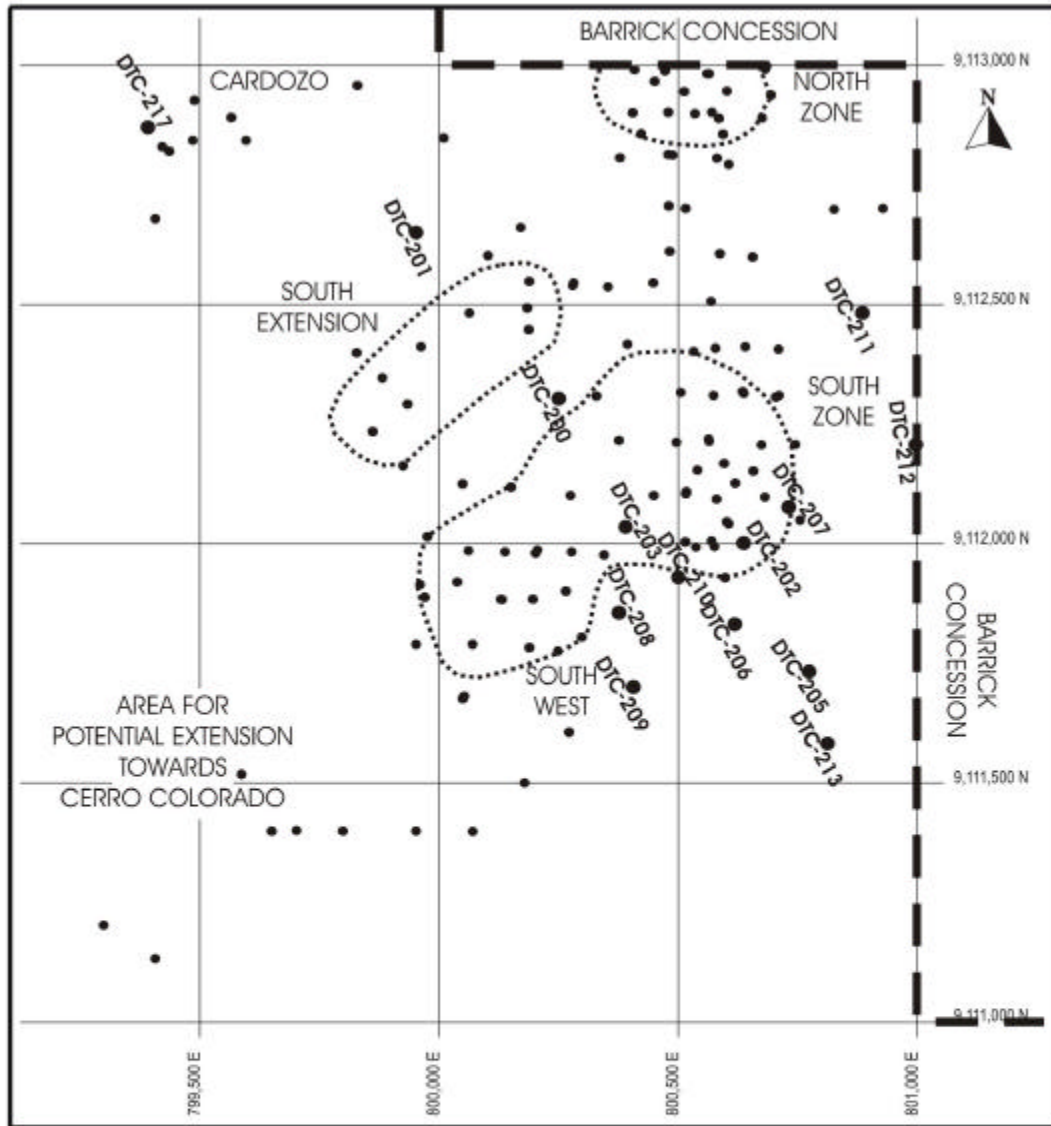 BARRICK CONCESSION
9,113,000 N
CARDOZO
NORTH
ZONE
N
DTC-217
DTC-201
SOUTH
EXTENSION
9,112,500 N
DTC-211
DTC-200
SOUTH
ZONE
DTC-212
DTC-203
DTC-207
DTC-210
DTC-202
9,112,000 N
DTC-208
DTC-206
DTC-205
DTC-209
DTC-213
SOUTH
WEST
BARRICK
CONCESSION
AREA FOR
POTENTIAL EXTENSION
TOWARDS
CERRO COLORADO
9,111,500 N
9,111,000 N
799,500 E
800,000 E
800,500 E
801,000 E